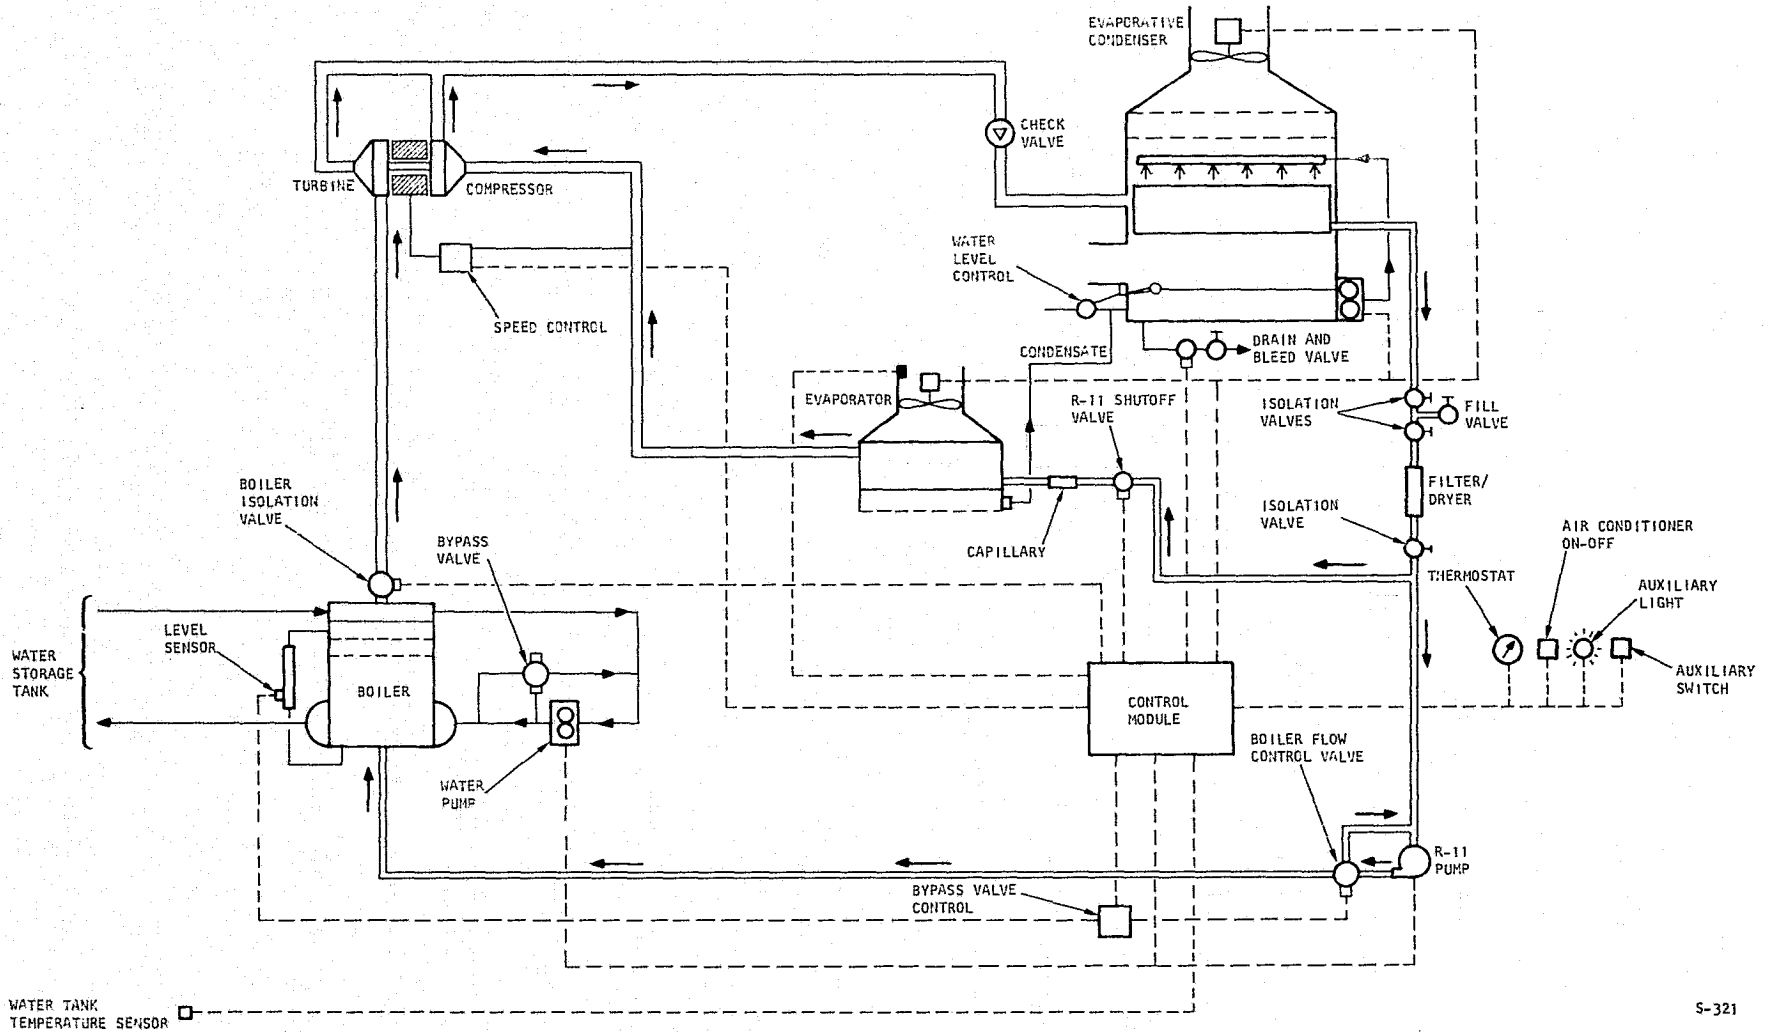 EVAPORATIVE
CONDENSER
CHECK
VALVE
TURBINE
COMPRESSOR
WATER
LEVEL
CONTROL
SPEED CONTROL
CONDENSATE
DRAIN AND
BLEED VALVE
EVAPORATOR
R-11 SHUTOFF
VALVE
ISOLATION
VALVES
FILL
VALVE
BOILER
ISOLATION
VALVE
FILTER/
DRYER
BYPASS
VALVE
CAPILLARY
ISOLATION
VALVE
AIR CONDITIONER
ON-OFF
THERMOSTAT
AUXILIARY
LIGHT
LEVEL
SENSOR
WATER
STORAGE
TANK
BOILER
CONTROL
MODULE
AUXILIARY
SWITCH
BOILER FLOW
CONTROL VALVE
WATER
PUMP
R-11
PUMP
BYPASS VALVE
CONTROL
WATER TANK
TEMPERATURE SENSOR
S-321